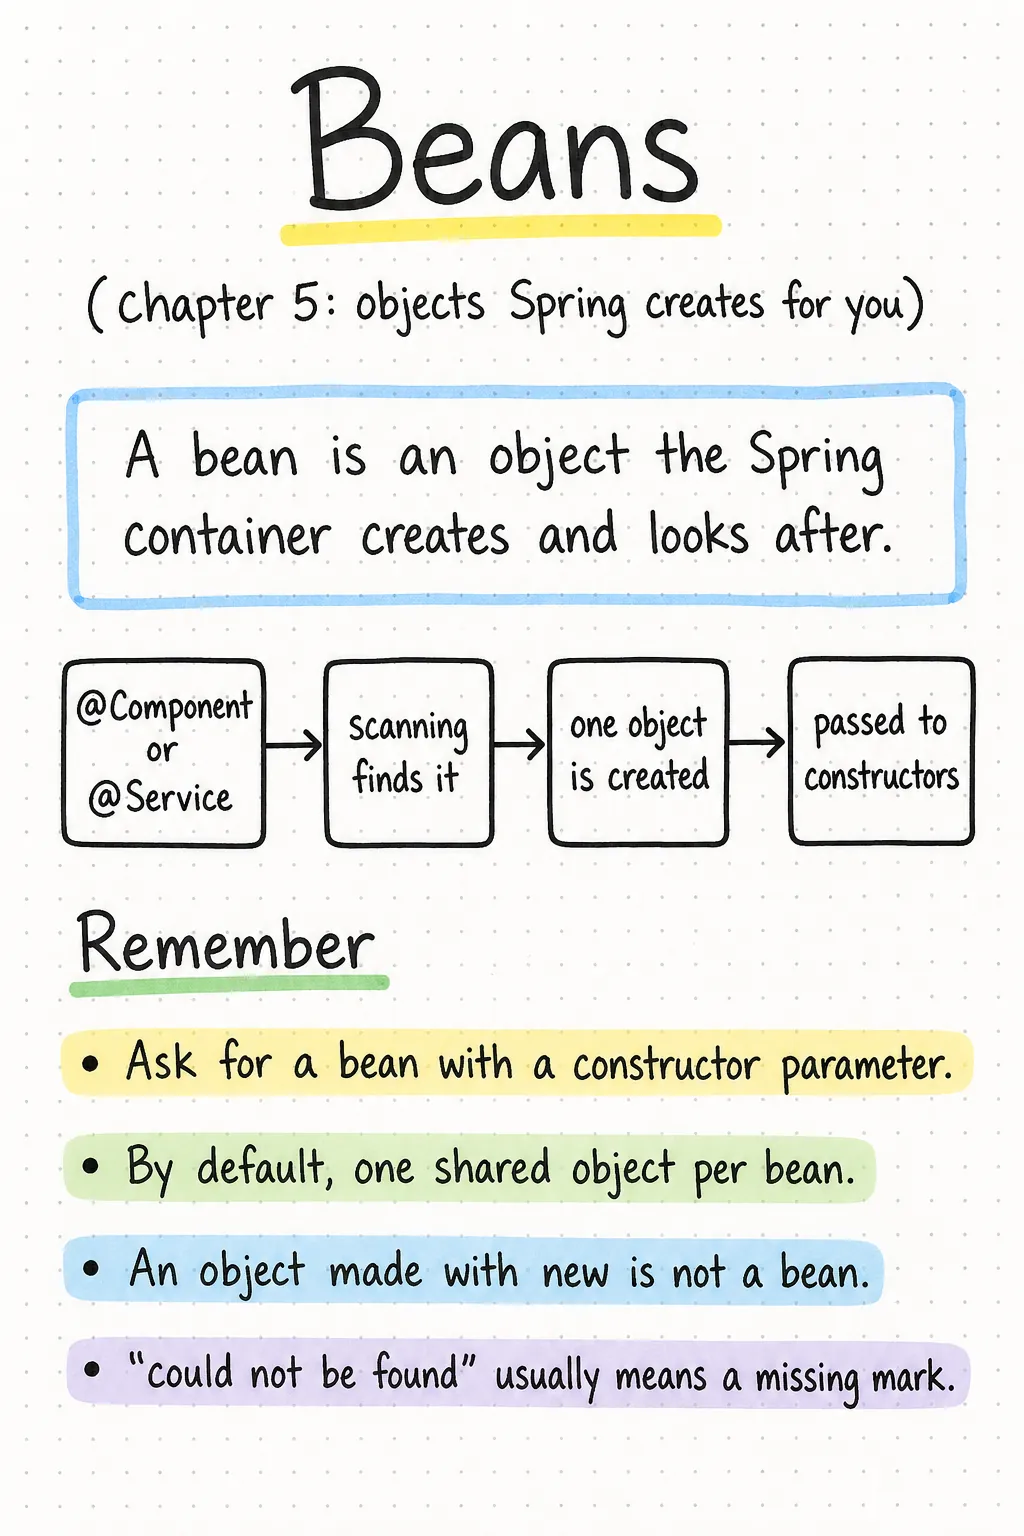 Beans
(Chapter 5: objects Spring creates for you)
A bean is an object the Spring
container creates and looks after.
@Component
or
@Service
scanning
finds it
one object
is created
passed to
constructors
Remember
• Ask for a bean with a constructor parameter.
• By default, one shared object per bean.
• An object made with new is not a bean.
• “could not be found” usually means a missing mark.